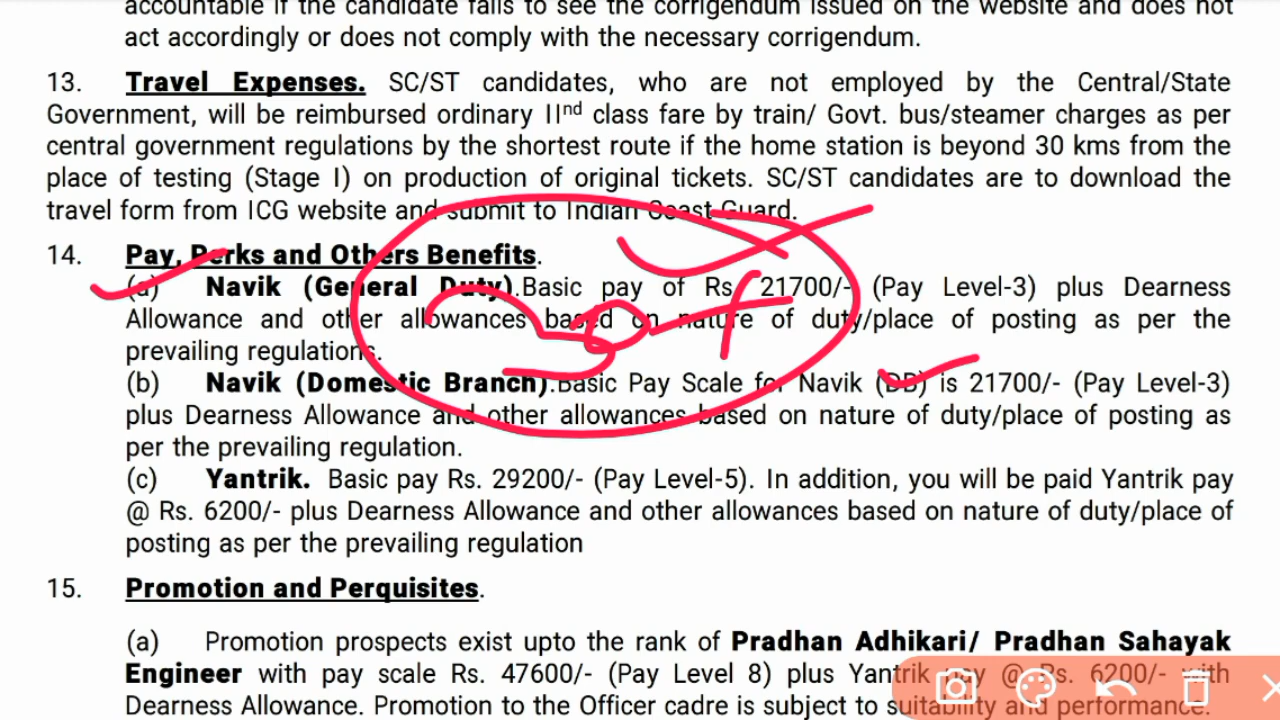 accountable if the candidate fails to see the corrigendum issued on the website and does not
act accordingly or does not comply with the necessary corrigendum.
13. Travel Expenses. SC/ST candidates, who are not employed by the Central/State
Government, will be reimbursed ordinary IInd class fare by train/ Govt. bus/steamer charges as per
central government regulations by the shortest route if the home station is beyond 30 kms from the
place of testing (Stage I) on production of original tickets. SC/ST candidates are to download the
travel form from ICG website and submit to Indian Coast Guard.
14. Pay, Perks and Others Benefits.
(a) Navik (General Duty).Basic pay of Rs. 21700/- (Pay Level-3) plus Dearness
Allowance and other allowances based on nature of duty/place of posting as per the
prevailing regulations.
(b) Navik (Domestic Branch).Basic Pay Scale for Navik (DB) is 21700/- (Pay Level-3)
plus Dearness Allowance and other allowances based on nature of duty/place of posting as
per the prevailing regulation.
(c) Yantrik. Basic pay Rs. 29200/- (Pay Level-5). In addition, you will be paid Yantrik pay
@ Rs. 6200/- plus Dearness Allowance and other allowances based on nature of duty/place of
posting as per the prevailing regulation
15. Promotion and Perquisites.
(a) Promotion prospects exist upto the rank of Pradhan Adhikari/ Pradhan Sahayak
Engineer with pay scale Rs. 47600/- (Pay Level 8) plus Yantrik pay @ Rs. 6200/- with
Dearness Allowance. Promotion to the Officer cadre is subject to suitability and performance.